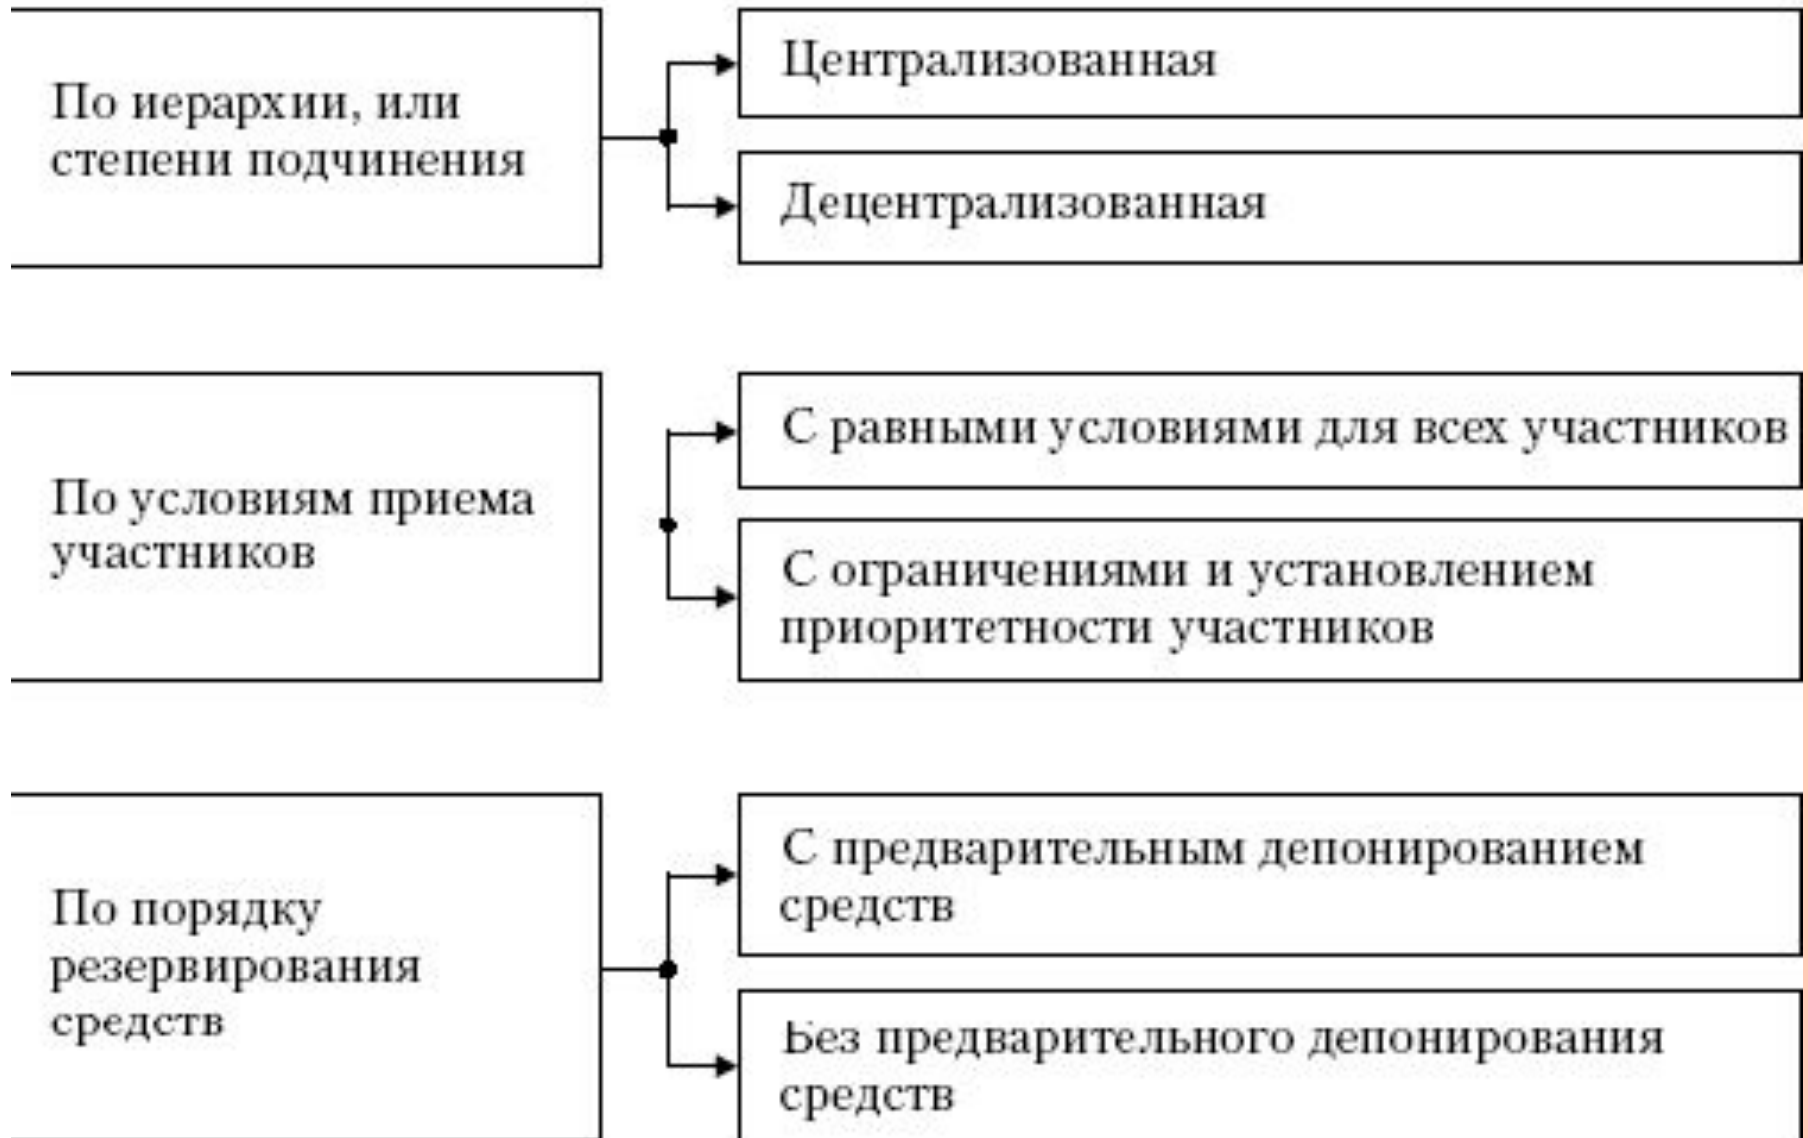 По иерархии, или
степени подчинения
Централизованная
Децентрализованная
По условиям приема
участников
С равными условиями для всех участников
С ограничениями и установлением
приоритетности участников
По порядку
резервирования
средств
С предварительным депонированием
средств
Без предварительного депонирования
средств